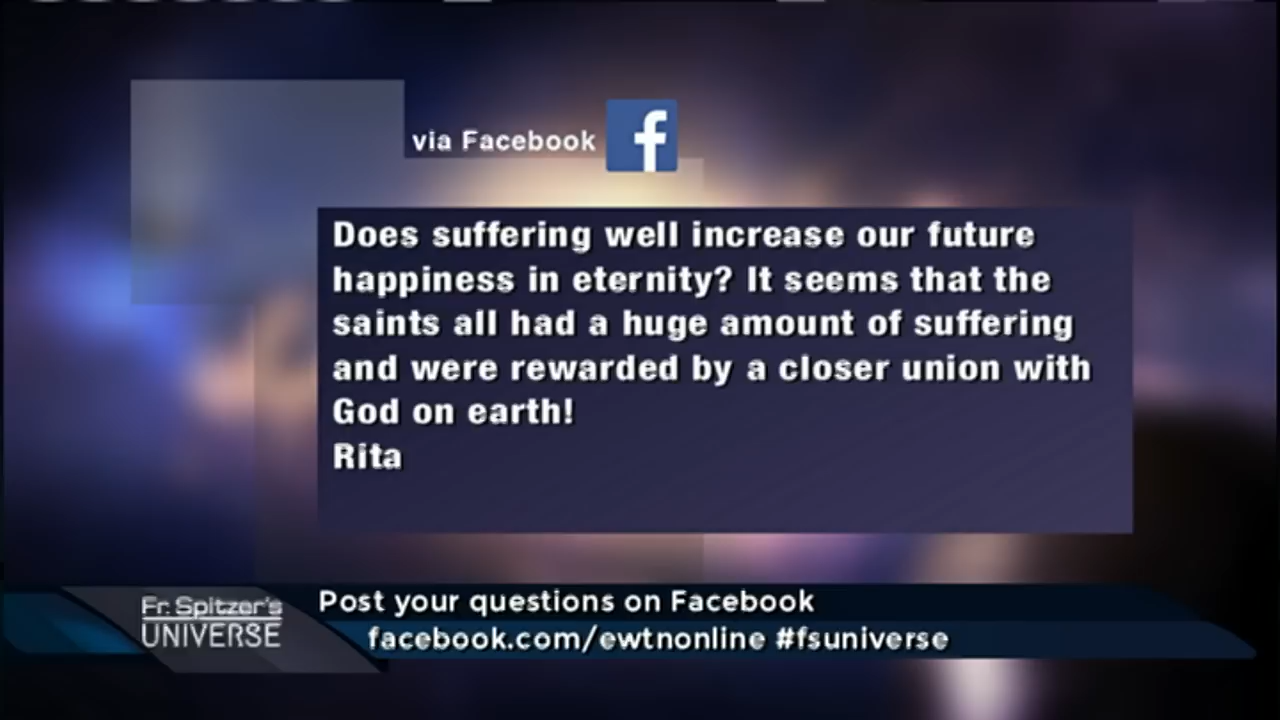 via Facebook
Does suffering well increase our future
happiness in eternity? It seems that the
saints all had a huge amount of suffering
and were rewarded by a closer union with
God on earth!
Rita
Post your questions on Facebook
Fr. Spitzer's
UNIVERSE
facebook.com/ewtnonline #fsuniverse